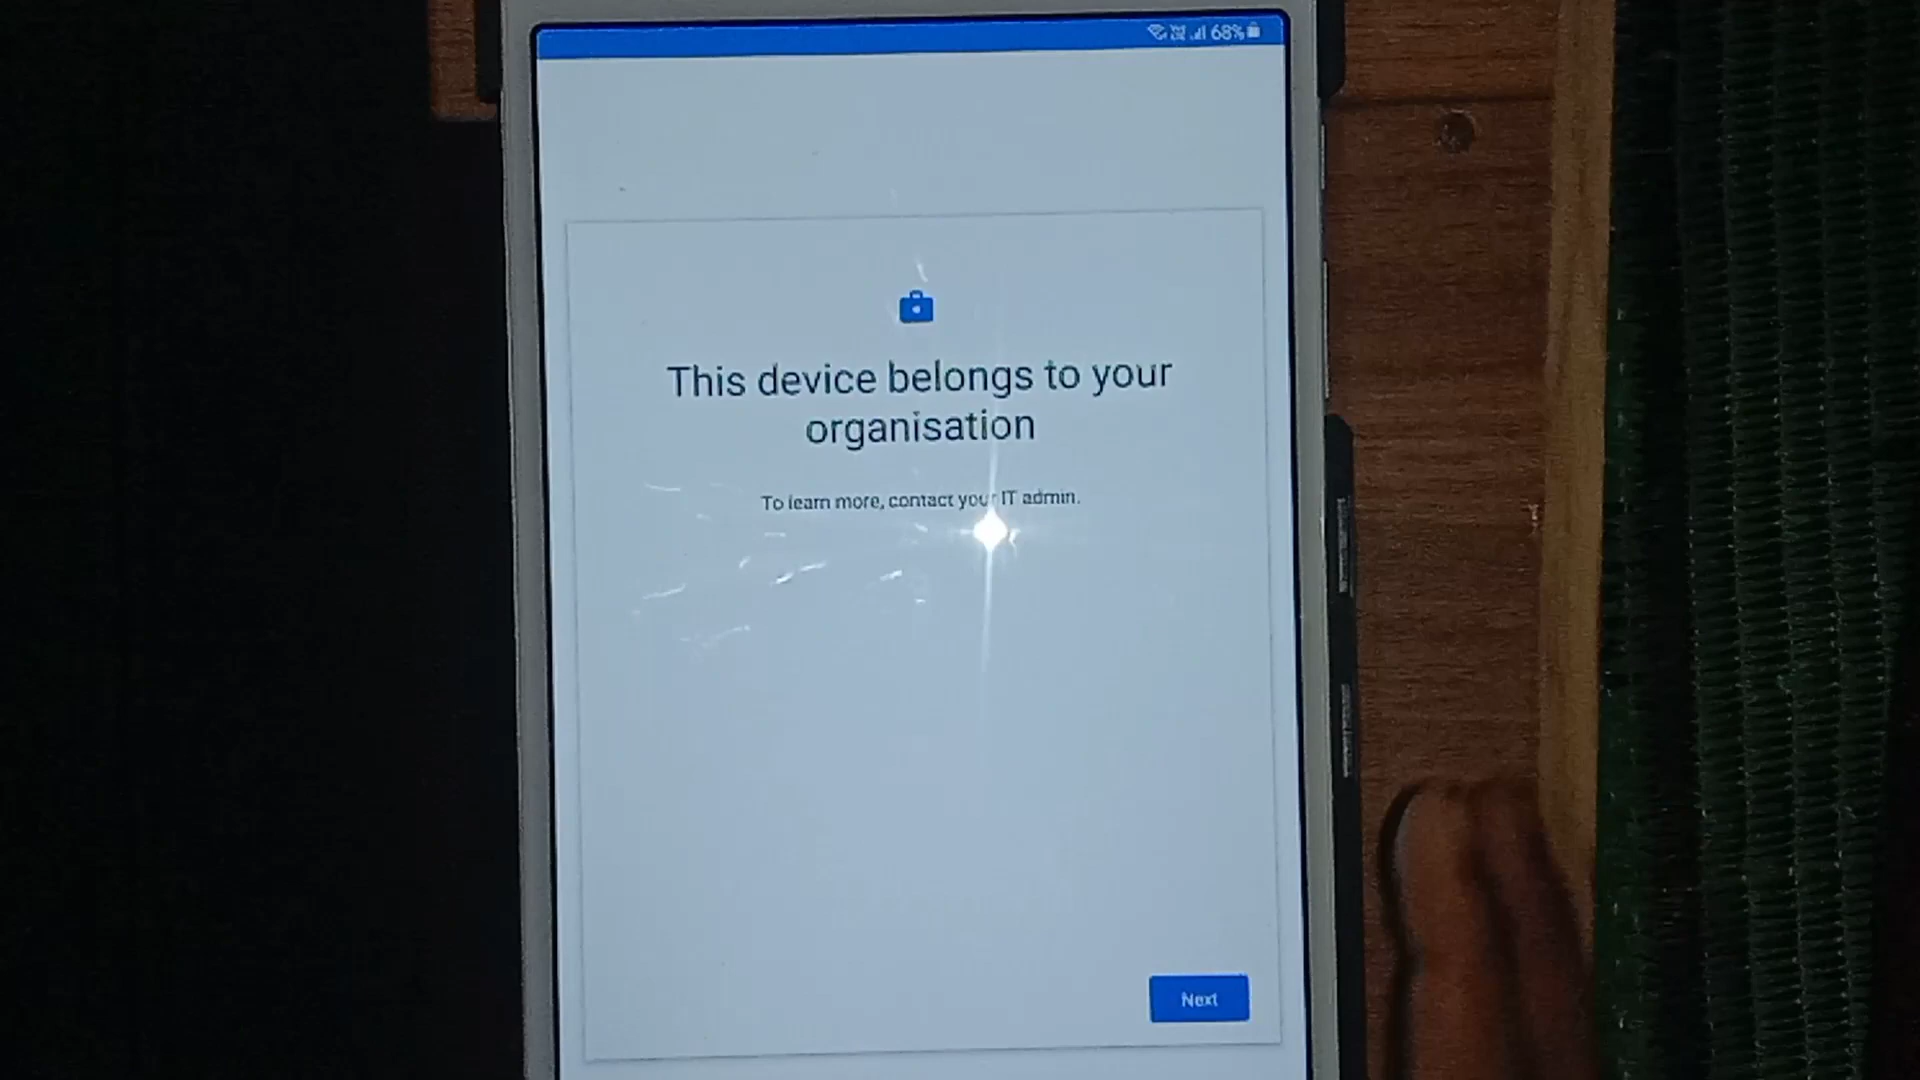 68%
This device belongs to your
organisation
To learn more, contact your IT admin.
Next